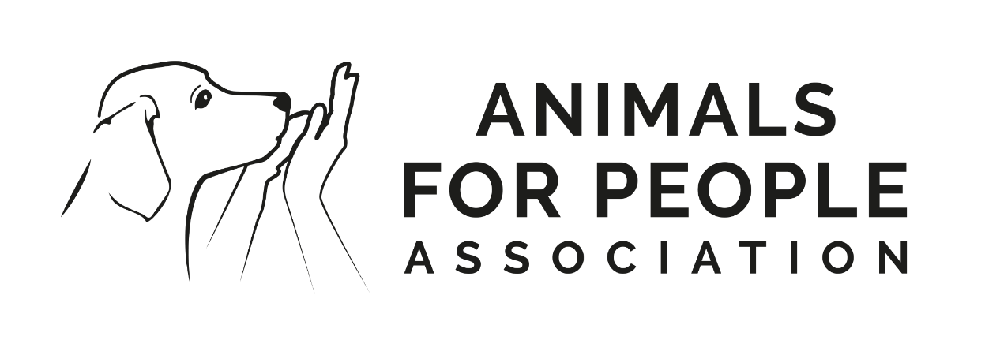 ANIMALS
FOR PEOPLE
ASSOCIATION